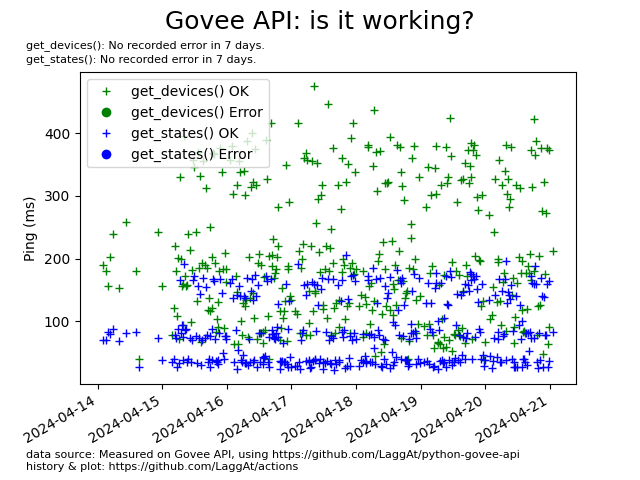 Govee API: is it working?
get_devices(): No recorded error in 7 days.
get_states(): No recorded error in 7 days.
get_devices() OK
get_devices() Error
get_states() OK
get_states() Error
Ping (ms)
400
300
200
100
2024-04-14
2024-04-15
2024-04-16
2024-04-17
2024-04-18
2024-04-19
2024-04-20
2024-04-21
data source: Measured on Govee API, using https://github.com/LaggAt/python-govee-api
history & plot: https://github.com/LaggAt/actions